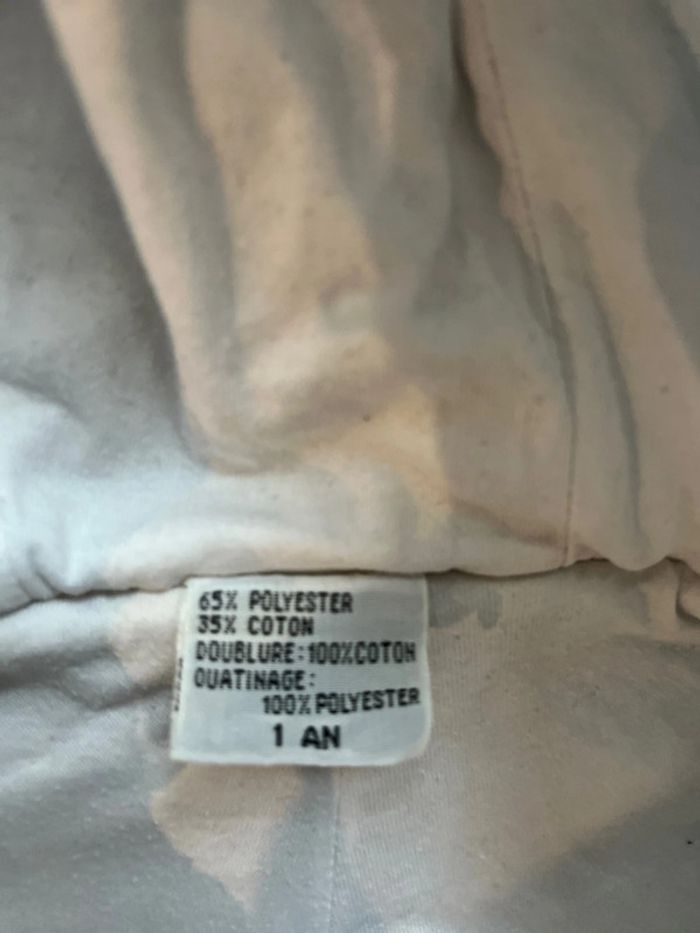 65% POLYESTER
35% COTON
DOUBLURE:100%COTON
OUATINAGE:
100%POLYESTER
1 AN